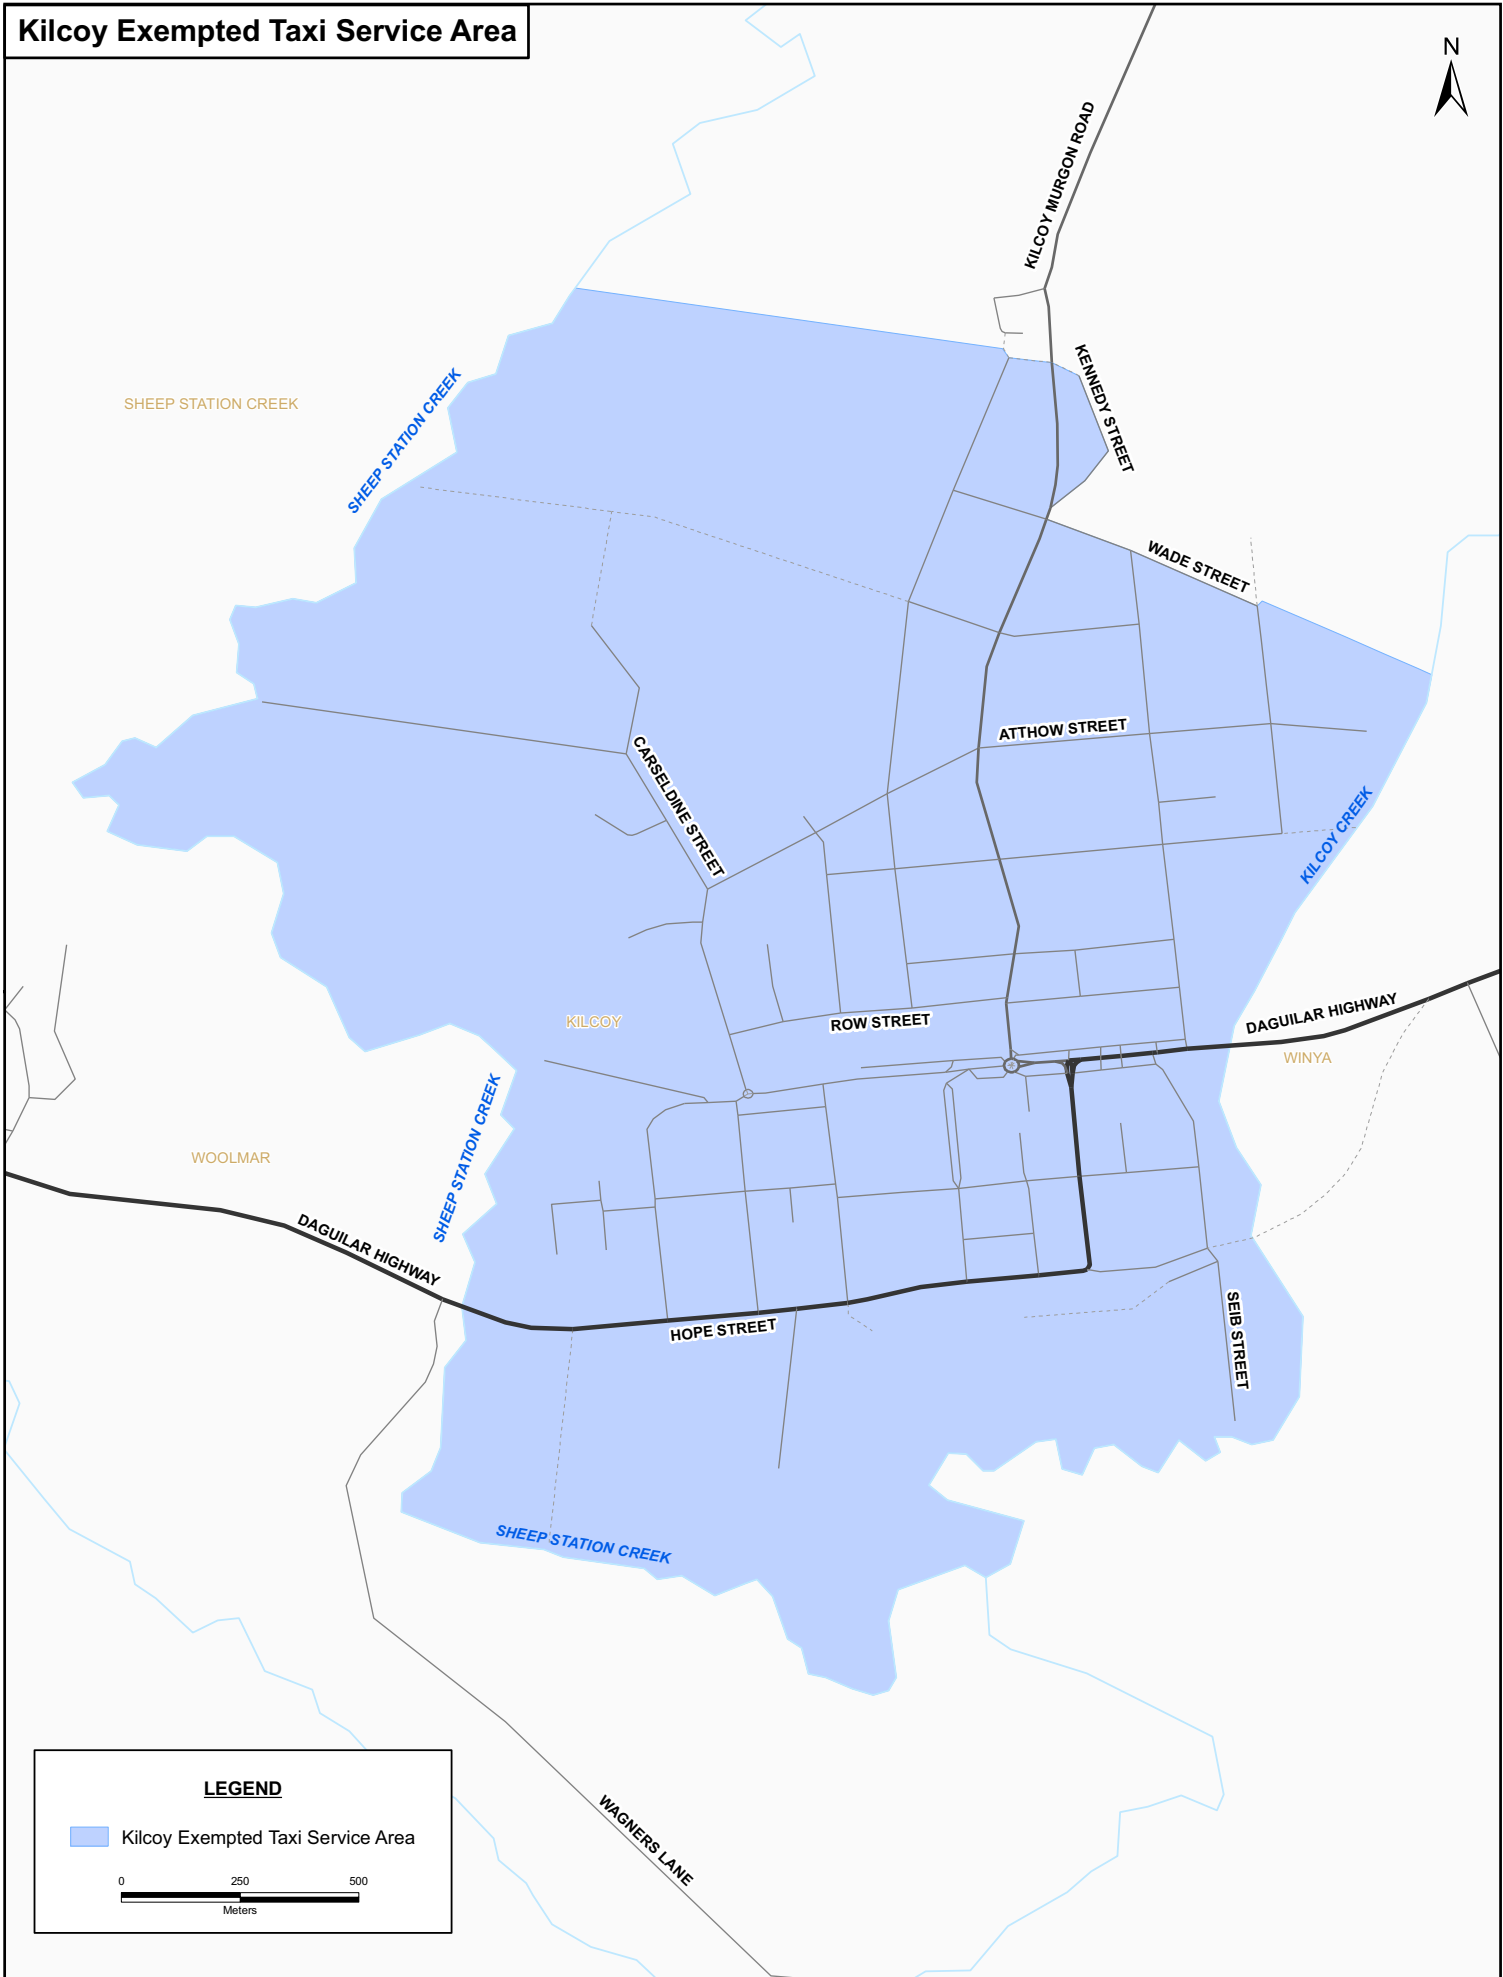 Kilcoy Exempted Taxi Service Area
N
KILCOY MURGON ROAD
KENNEDY STREET
SHEEP STATION CREEK
SHEEP STATION CREEK
WADE STREET
ATTHOW STREET
CARSELDINE STREET
KILCOY CREEK
KILCOY
ROW STREET
DAGUILAR HIGHWAY
WINYA
SHEEP STATION CREEK
WOOLMAR
DAGUILAR HIGHWAY
HOPE STREET
SEIB STREET
SHEEP STATION CREEK
WAGNERS LANE
LEGEND
Kilcoy Exempted Taxi Service Area
0 250 500
Meters